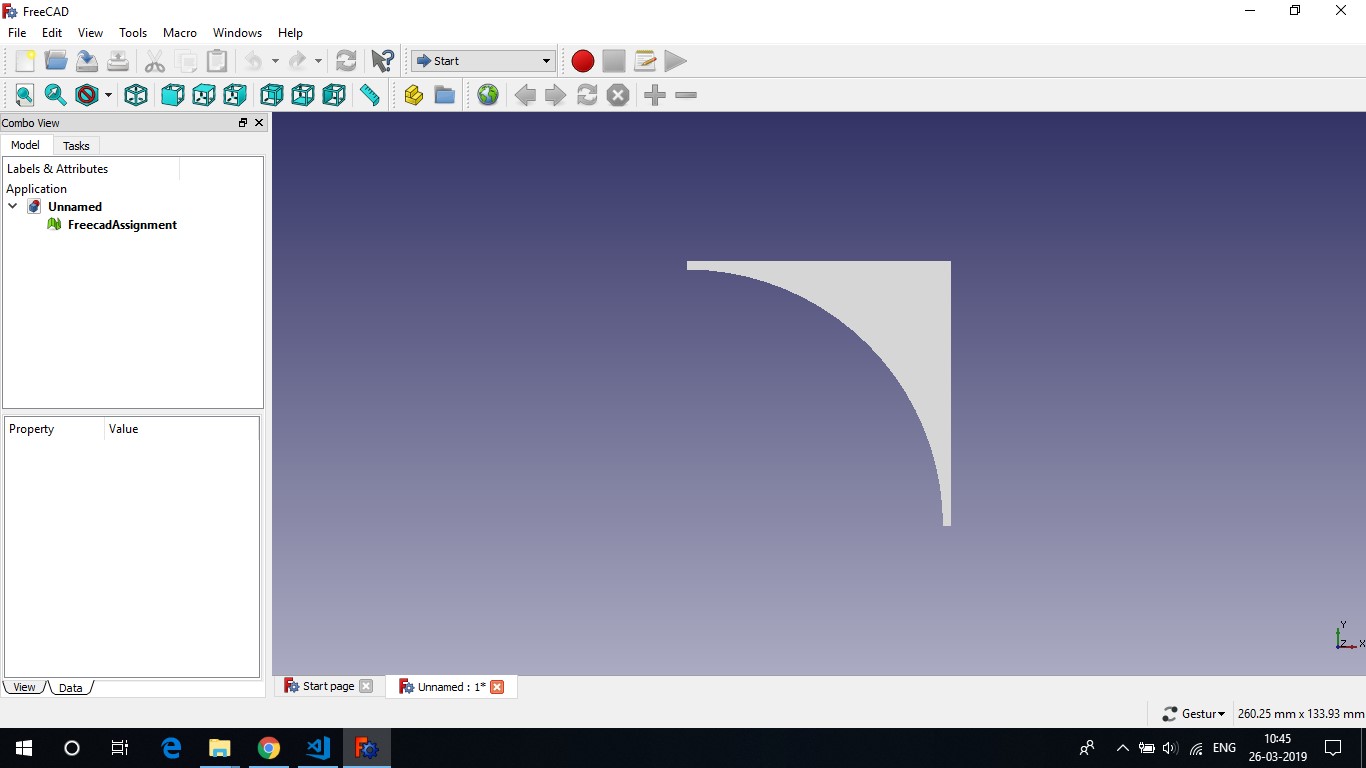 FreeCAD
File Edit View Tools Macro Windows Help
Start
Combo View
Model Tasks
Labels & Attributes
Application
Unnamed
FreecadAssignment
Property Value
Y
Z X
View Data
Start page Unnamed : 1*
Gestur 260.25 mm x 133.93 mm
ENG
10:45
26-03-2019